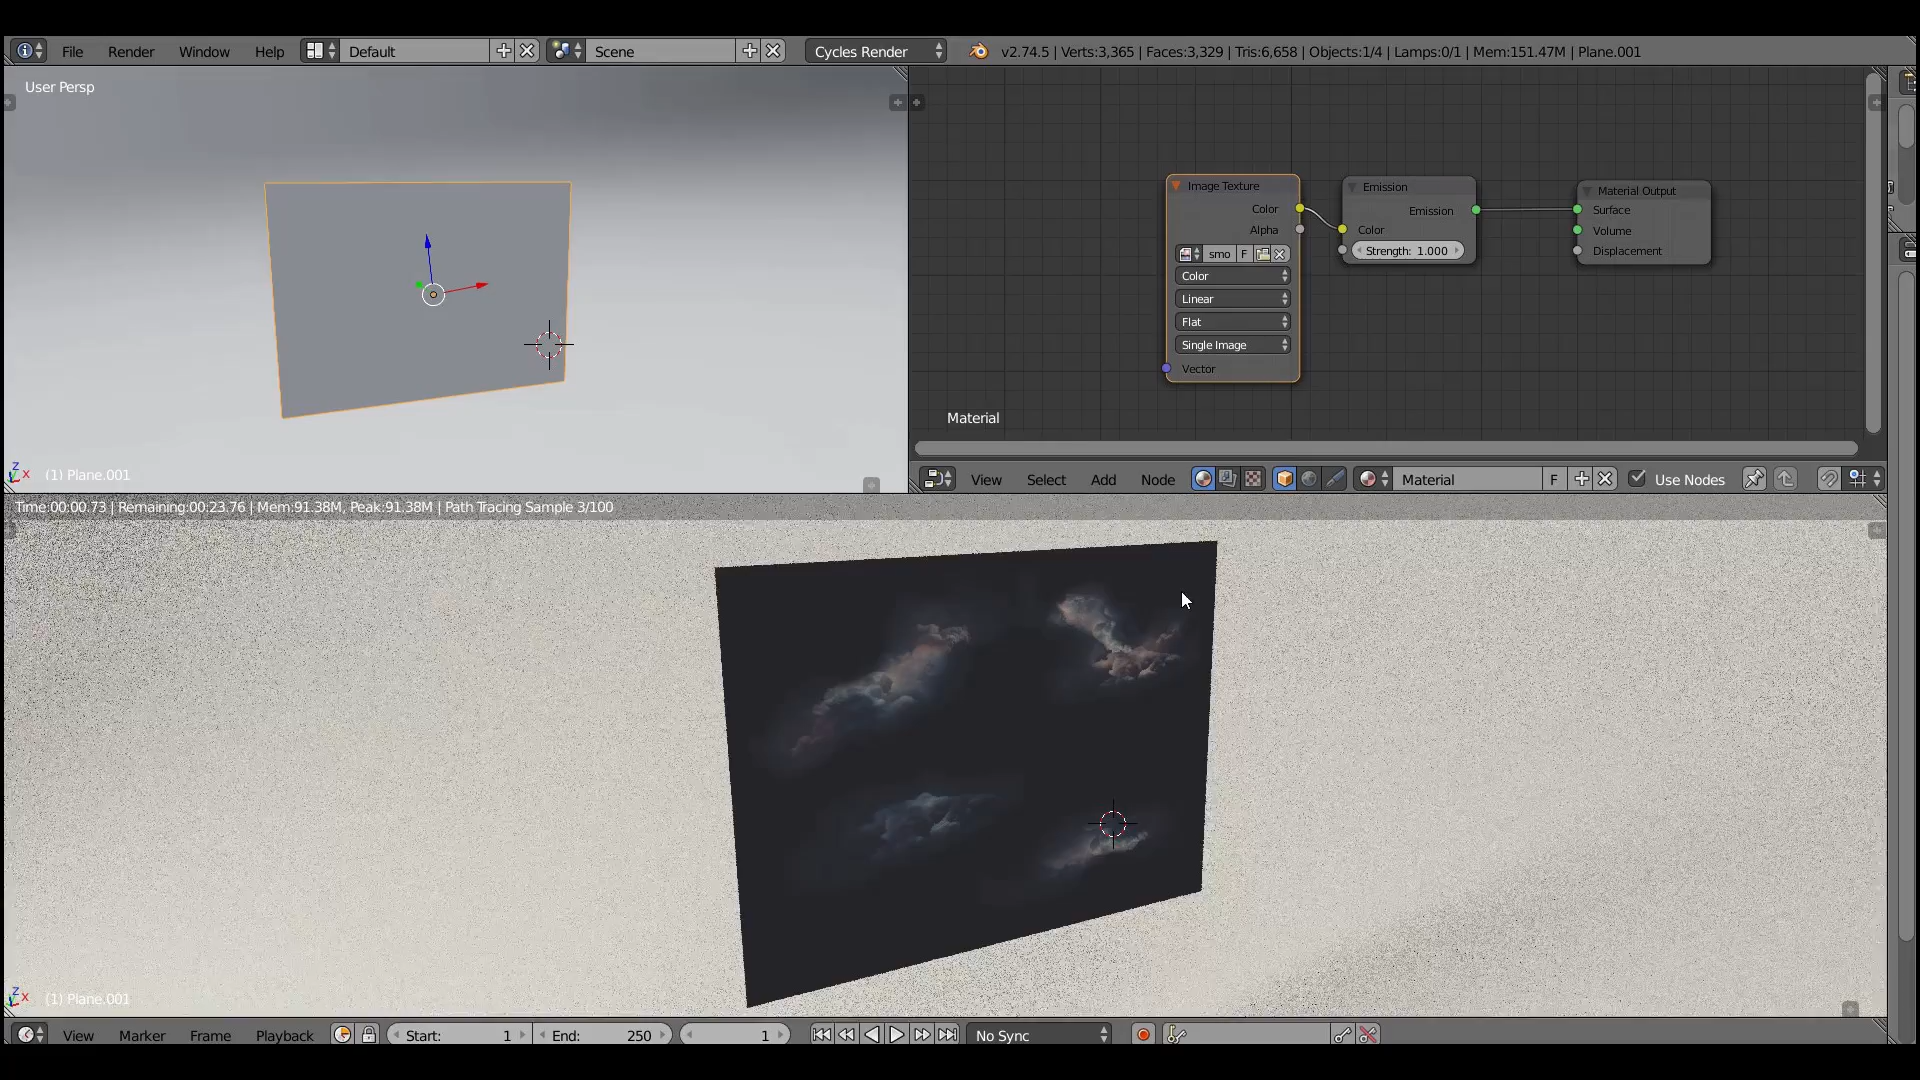 File Render Window Help Default Scene Cycles Render v2.74.5 | Verts:3,365 | Faces:3,329 | Tris:6,658 | Objects:1/4 | Lamps:0/1 | Mem:151.47M | Plane.001
User Persp
Z
X
(1) Plane.001
Image Texture
Color
Alpha
smo F
Color
Linear
Flat
Single Image
Vector
Emission
Emission
Color
Strength: 1.000
Material Output
Surface
Volume
Displacement
Material
View Select Add Node Material F Use Nodes
Time:00:00.73 | Remaining:00:23.76 | Mem:91.38M, Peak:91.38M | Path Tracing Sample 3/100
Z
X
(1) Plane.001
View Marker Frame Playback Start: 1 End: 250 1 No Sync